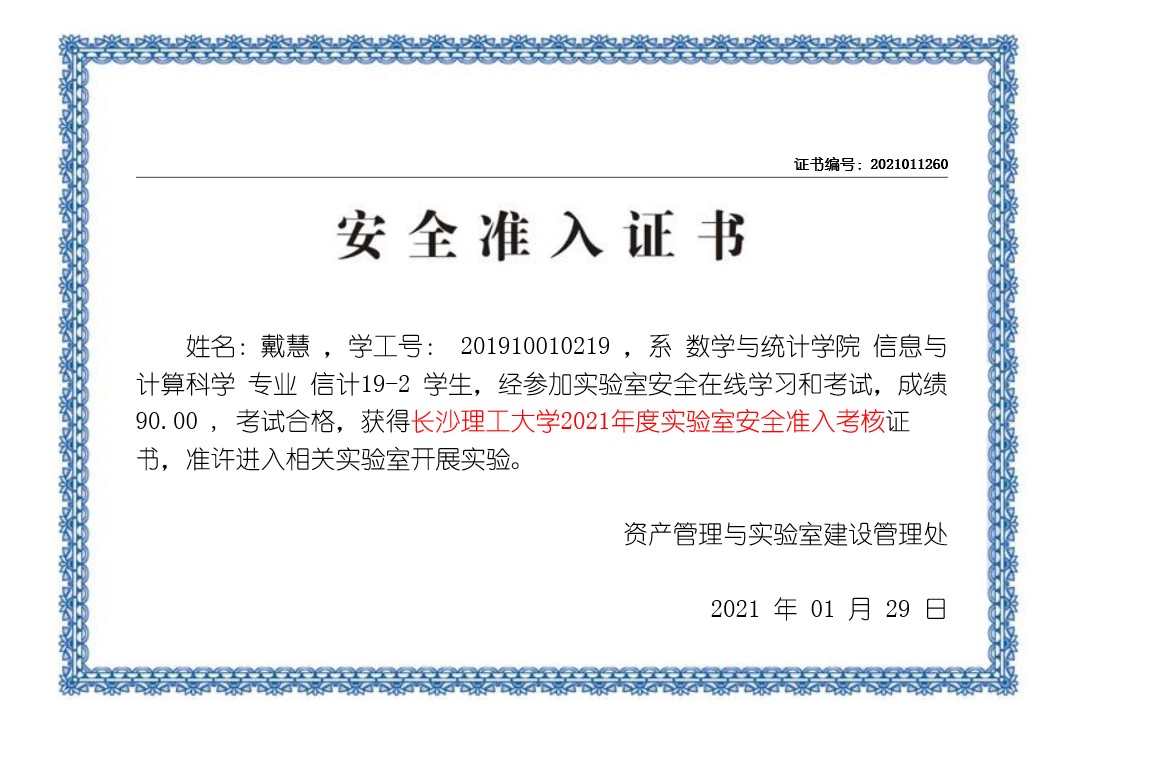 证书编号：2021011260
安全准入证书
姓名：戴慧 ，学工号： 201910010219 ，系 数学与统计学院 信息与
计算科学 专业 信计19-2 学生，经参加实验室安全在线学习和考试，成绩
90.00 ，考试合格，获得长沙理工大学2021年度实验室安全准入考核证
书，准许进入相关实验室开展实验。
资产管理与实验室建设管理处
2021 年 01 月 29 日